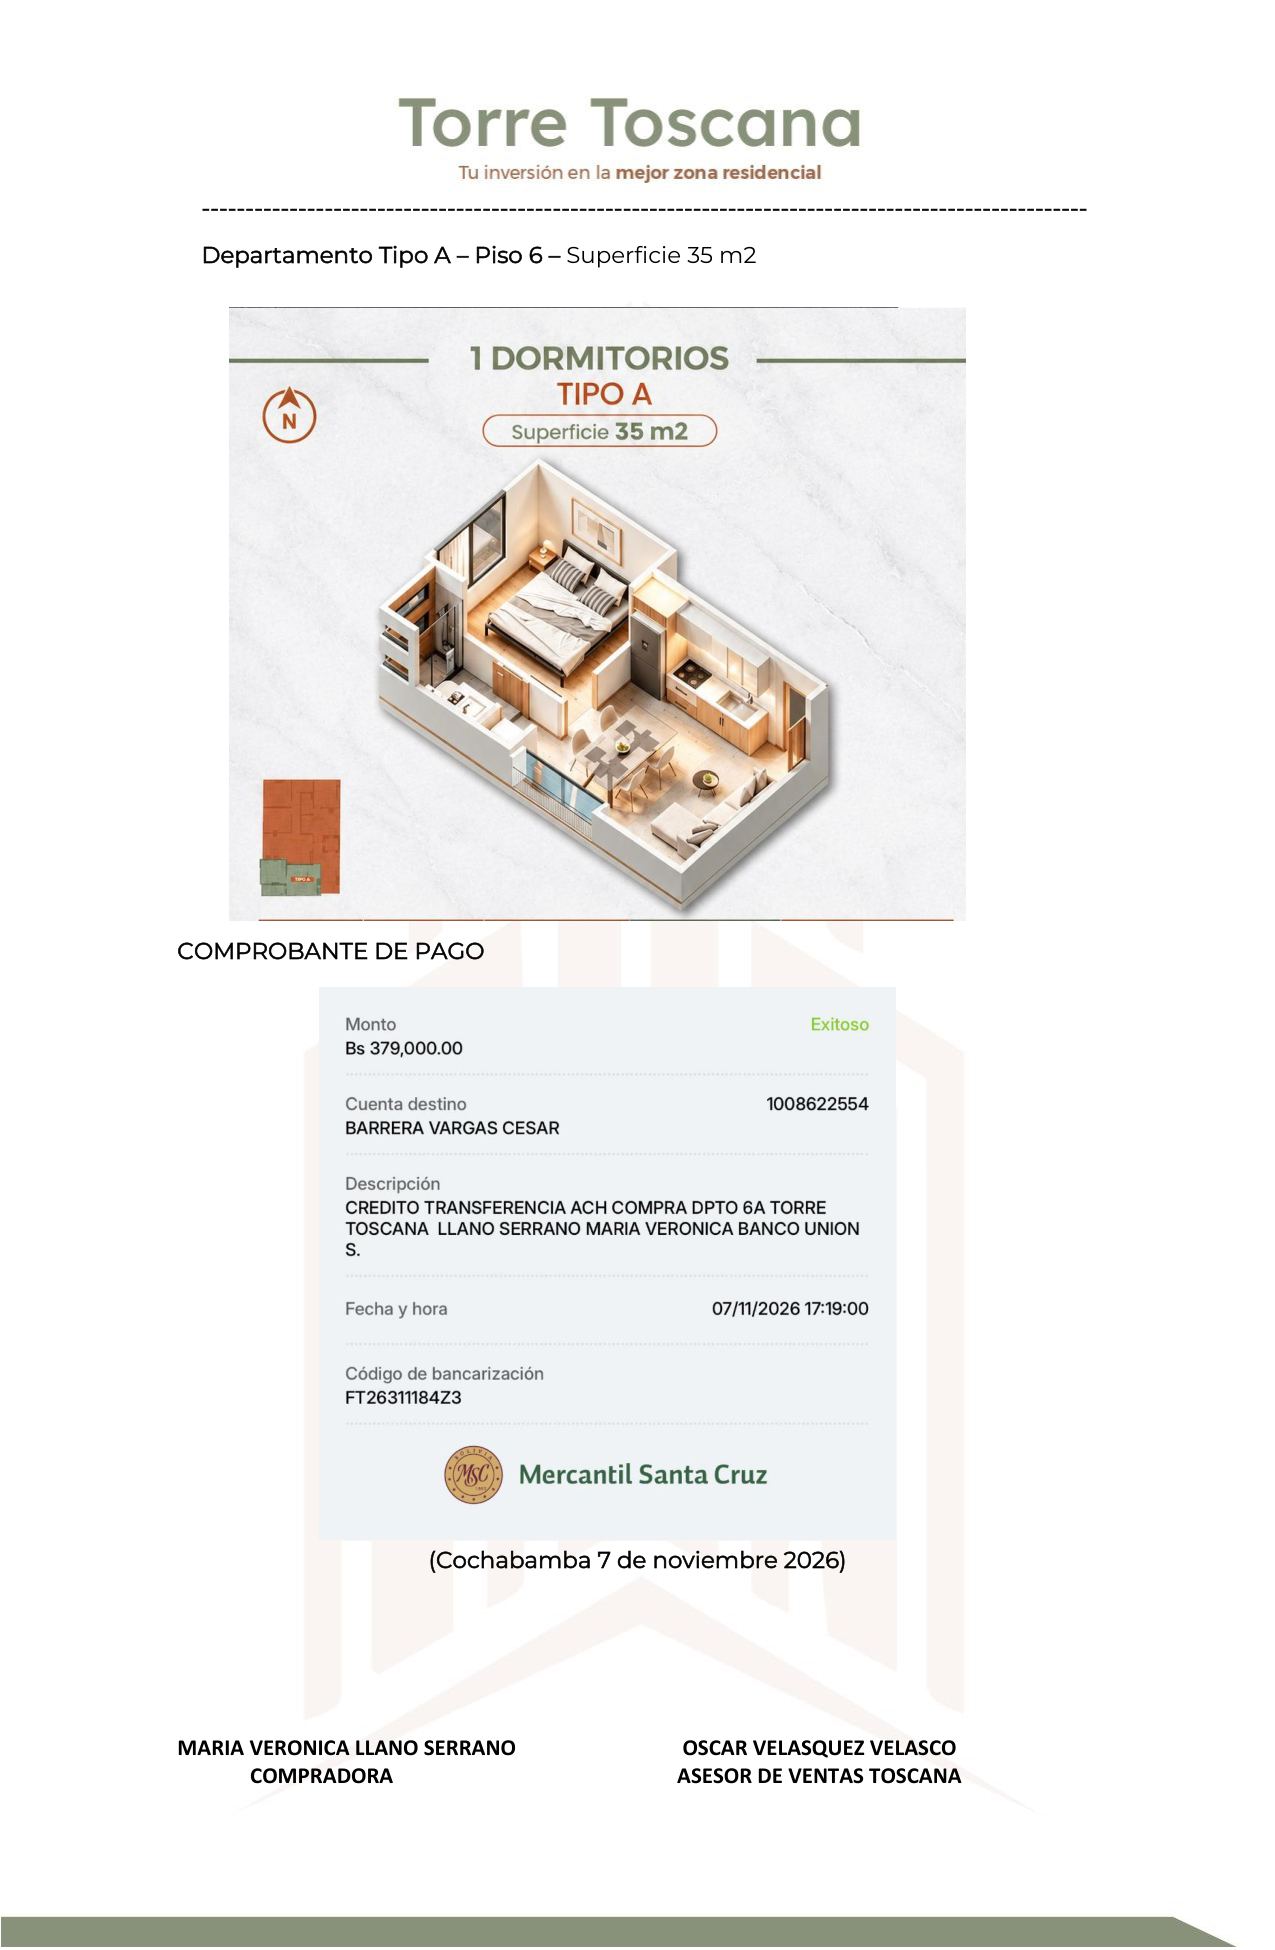 Torre Toscana
Tu inversión en la mejor zona residencial
----------------------------------------------------------------------------------------------------
Departamento Tipo A – Piso 6 – Superficie 35 m2
1 DORMITORIOS
TIPO A
Superficie 35 m2
N
TIPO A
COMPROBANTE DE PAGO
Monto Exitoso
Bs 379,000.00
Cuenta destino 1008622554
BARRERA VARGAS CESAR
Descripción
CREDITO TRANSFERENCIA ACH COMPRA DPTO 6A TORRE
TOSCANA  LLANO SERRANO MARIA VERONICA BANCO UNION
S.
Fecha y hora 07/11/2026 17:19:00
Código de bancarización
FT26311184Z3
BOLIVIA
MSC
Mercantil Santa Cruz
(Cochabamba 7 de noviembre 2026)
MARIA VERONICA LLANO SERRANO OSCAR VELASQUEZ VELASCO
COMPRADORA ASESOR DE VENTAS TOSCANA